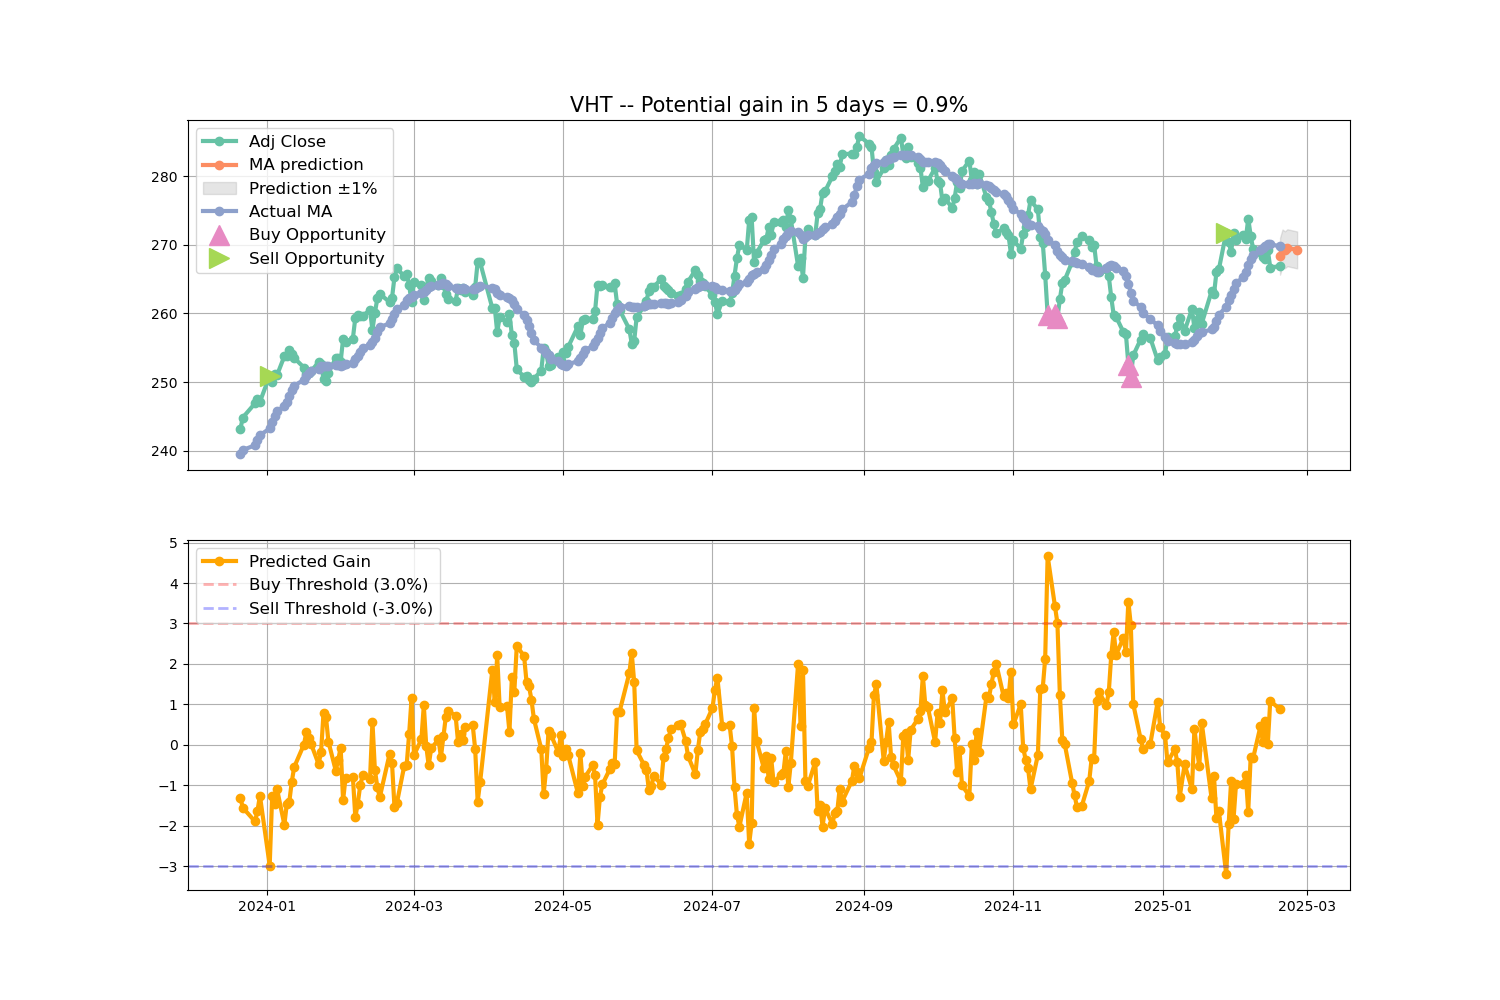 VHT -- Potential gain in 5 days = 0.9%
Adj Close
MA prediction
Prediction ±1%
Actual MA
Buy Opportunity
Sell Opportunity
280
270
260
250
240
Predicted Gain
Buy Threshold (3.0%)
Sell Threshold (-3.0%)
5
4
3
2
1
0
−1
−2
−3
2024-01 2024-03 2024-05 2024-07 2024-09 2024-11 2025-01 2025-03